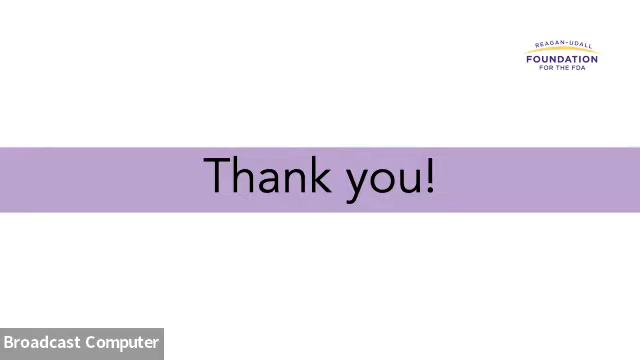 REAGAN-UDALL
FOUNDATION
FOR THE FDA
Thank you!
Broadcast Computer